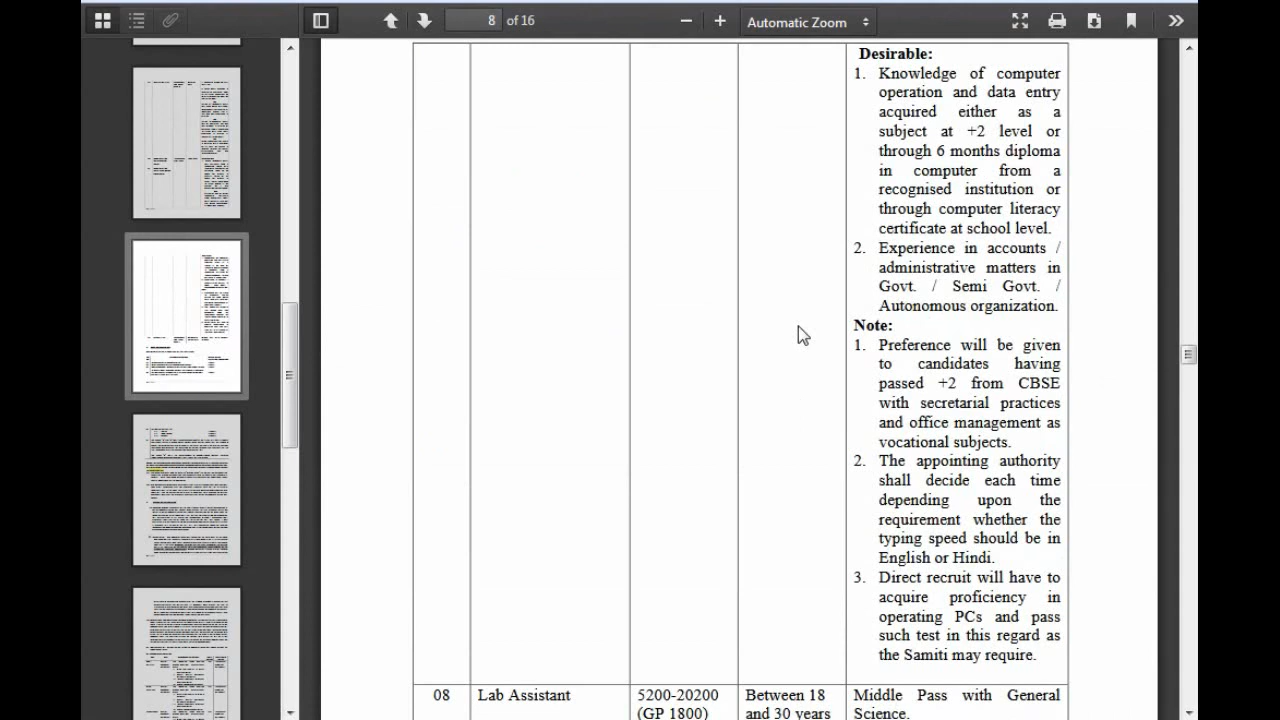 8 of 16
Automatic Zoom
Desirable:
1. Knowledge of computer
operation and data entry
acquired either as a
subject at +2 level or
through 6 months diploma
in computer from a
recognised institution or
through computer literacy
certificate at school level.
2. Experience in accounts /
administrative matters in
Govt. / Semi Govt. /
Autonomous organization.
Note:
1. Preference will be given
to candidates having
passed +2 from CBSE
with secretarial practices
and office management as
vocational subjects.
2. The appointing authority
shall decide each time
depending upon the
requirement whether the
typing speed should be in
English or Hindi.
3. Direct recruit will have to
acquire proficiency in
operating PCs and pass
such test in this regard as
the Samiti may require.
08 Lab Assistant 5200-20200 Between 18 Middle Pass with General
(GP 1800) and 30 years Science.